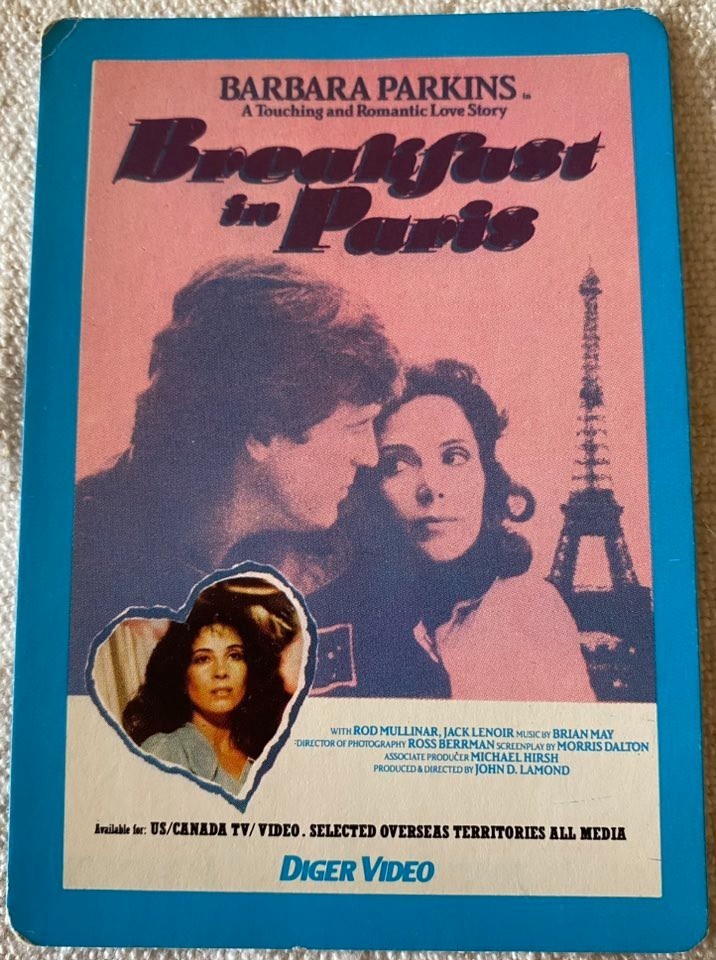 BARBARA PARKINS in
A Touching and Romantic Love Story
Breakfast
in Paris
WITH ROD MULLINAR, JACK LENOIR MUSIC BY BRIAN MAY
DIRECTOR OF PHOTOGRAPHY ROSS BERRMAN SCREENPLAY BY MORRIS DALTON
ASSOCIATE PRODUCER MICHAEL HIRSH
PRODUCED & DIRECTED BY JOHN D. LAMOND
Available for: US/CANADA TV/VIDEO. SELECTED OVERSEAS TERRITORIES ALL MEDIA
DIGER VIDEO